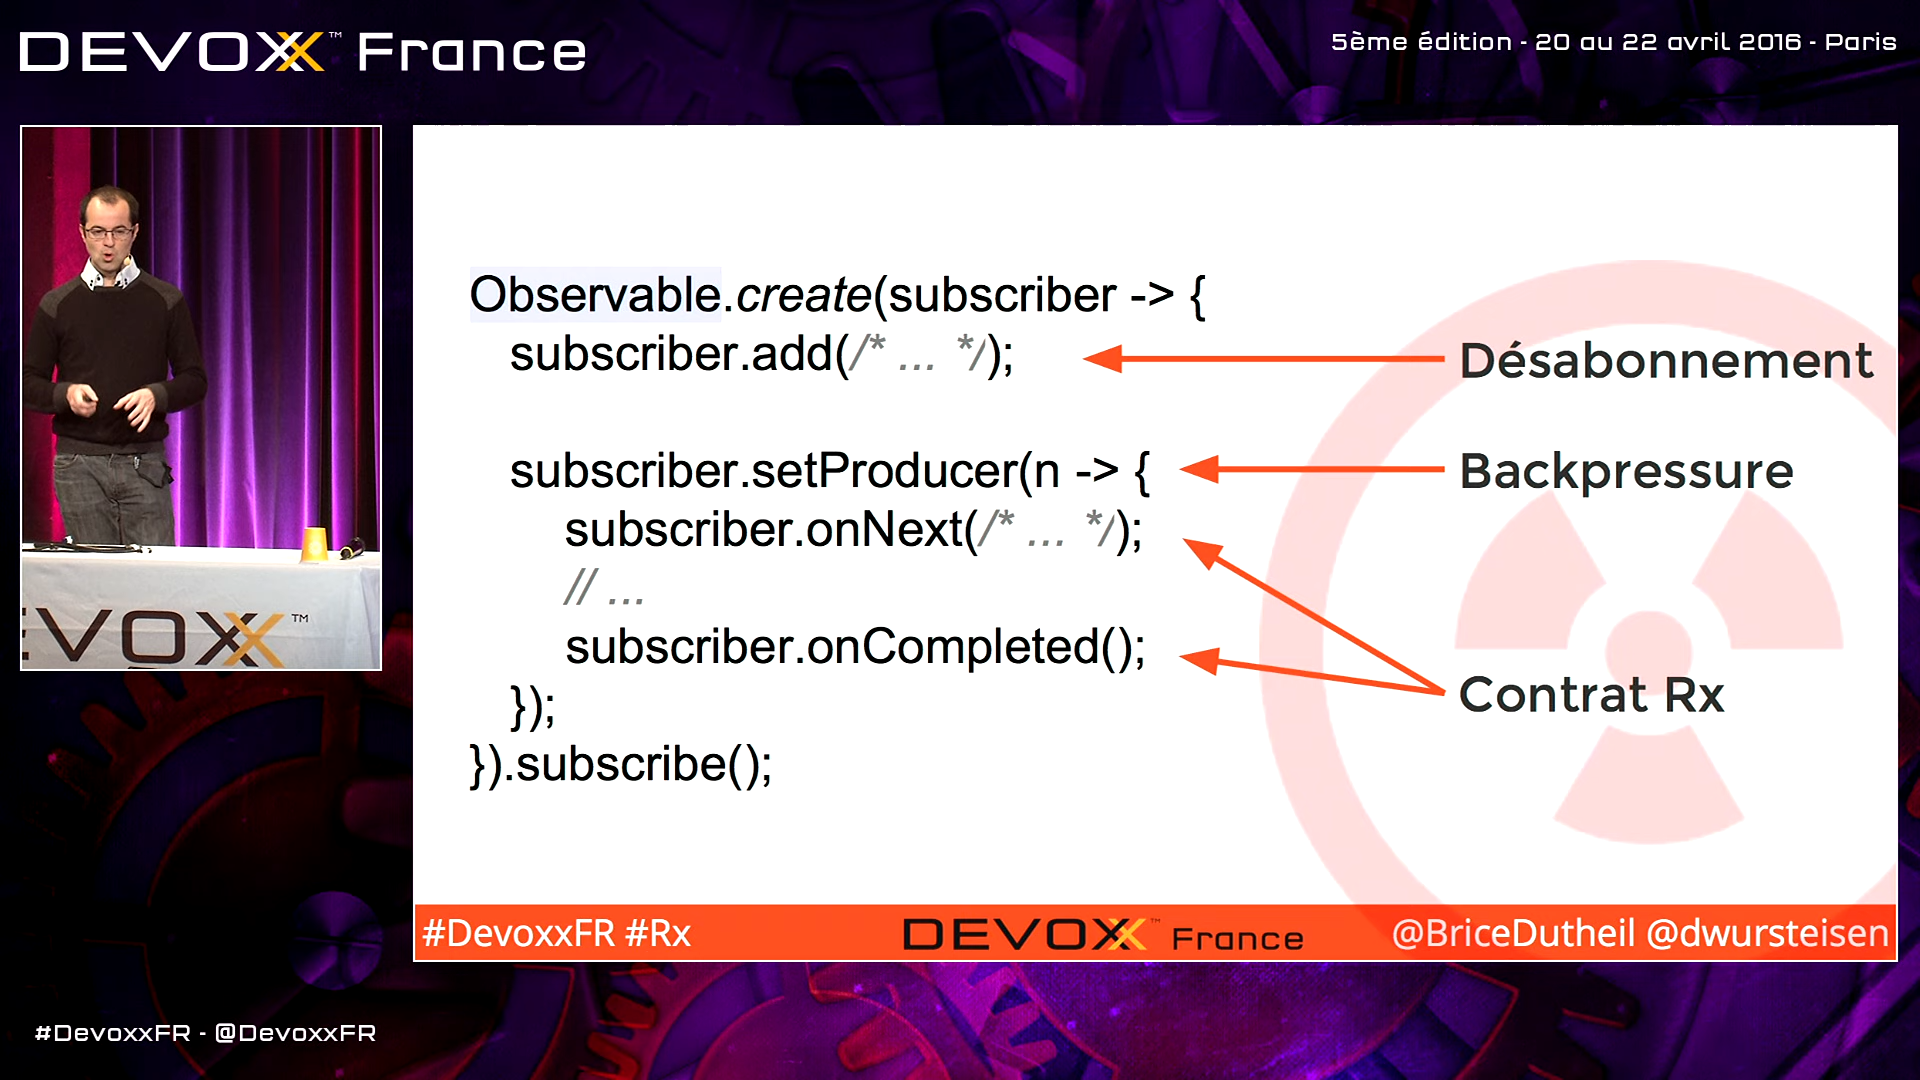 DEVOXX™ France
5ème édition - 20 au 22 avril 2016 - Paris
Observable.create(subscriber -> {
subscriber.add(/* ... */);
Désabonnement
subscriber.setProducer(n -> {
Backpressure
subscriber.onNext(/* ... */);
// ...
subscriber.onCompleted();
Contrat Rx
});
}).subscribe();
EVOXX™
#DevoxxFR #Rx
DEVOXX™ France
@BriceDutheil @dwursteisen
#DevoxxFR - @DevoxxFR